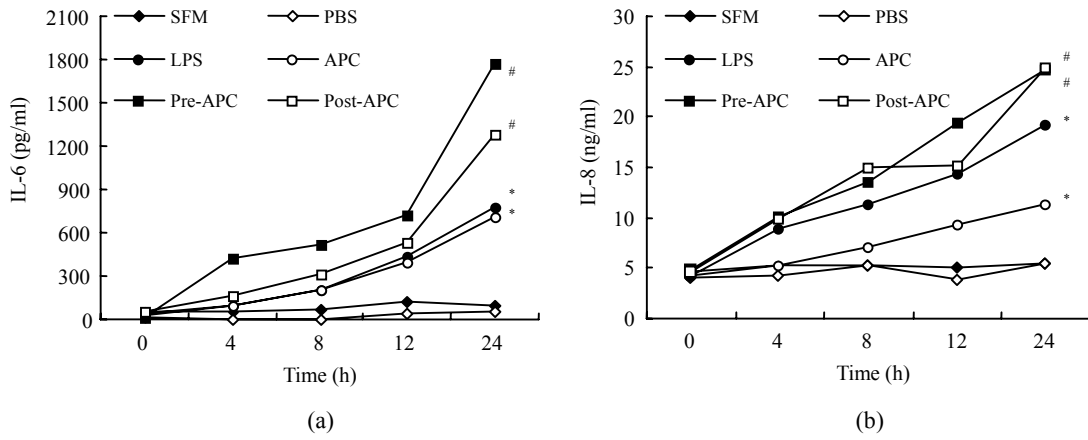 2100
1800
1500
1200
900
600
300
0
IL-6 (pg/ml)
SFM PBS
LPS APC
Pre-APC Post-APC
#
#
*
*
0 4 8 12 24
Time (h)
(a)
30
25
20
15
10
5
0
IL-8 (ng/ml)
SFM PBS
LPS APC
Pre-APC Post-APC
#
#
*
*
0 4 8 12 24
Time (h)
(b)